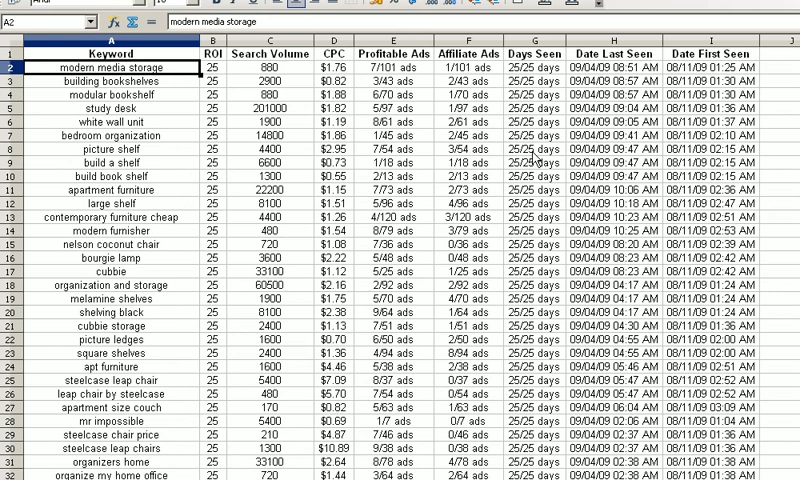 A2 modern media storage
A B C D E F G H I J
1 Keyword ROI Search Volume CPC Profitable Ads Affiliate Ads Days Seen Date Last Seen Date First Seen
2 modern media storage 25 880 $1.76 7/101 ads 1/101 ads 25/25 days 09/04/09 08:51 AM 08/11/09 01:25 AM
3 building bookshelves 25 2900 $0.82 3/43 ads 2/43 ads 25/25 days 09/04/09 08:57 AM 08/11/09 01:30 AM
4 modular bookshelf 25 880 $1.88 6/70 ads 1/70 ads 25/25 days 09/04/09 08:57 AM 08/11/09 01:30 AM
5 study desk 25 201000 $1.82 5/97 ads 1/97 ads 25/25 days 09/04/09 09:04 AM 08/11/09 01:36 AM
6 white wall unit 25 1900 $1.19 8/61 ads 2/61 ads 25/25 days 09/04/09 09:05 AM 08/11/09 01:37 AM
7 bedroom organization 25 14800 $1.86 1/45 ads 2/45 ads 25/25 days 09/04/09 09:41 AM 08/11/09 02:10 AM
8 picture shelf 25 4400 $2.95 7/54 ads 3/54 ads 25/25 days 09/04/09 09:47 AM 08/11/09 02:15 AM
9 build a shelf 25 6600 $0.73 1/18 ads 1/18 ads 25/25 days 09/04/09 09:47 AM 08/11/09 02:15 AM
10 build book shelf 25 1300 $0.55 2/13 ads 2/13 ads 25/25 days 09/04/09 09:47 AM 08/11/09 02:15 AM
11 apartment furniture 25 22200 $1.15 7/73 ads 2/73 ads 25/25 days 09/04/09 10:06 AM 08/11/09 02:36 AM
12 large shelf 25 8100 $1.51 5/96 ads 4/96 ads 25/25 days 09/04/09 10:18 AM 08/11/09 02:47 AM
13 contemporary furniture cheap 25 4400 $1.26 4/120 ads 3/120 ads 25/25 days 09/04/09 10:23 AM 08/11/09 02:51 AM
14 modern furnisher 25 480 $1.54 8/79 ads 3/79 ads 25/25 days 09/04/09 10:25 AM 08/11/09 02:53 AM
15 nelson coconut chair 25 720 $1.08 7/36 ads 0/36 ads 25/25 days 09/04/09 08:20 AM 08/11/09 02:39 AM
16 bourgie lamp 25 3600 $2.22 5/48 ads 0/48 ads 25/25 days 09/04/09 08:23 AM 08/11/09 02:42 AM
17 cubbie 25 33100 $1.12 5/25 ads 1/25 ads 25/25 days 09/04/09 08:23 AM 08/11/09 02:42 AM
18 organization and storage 25 60500 $2.16 2/92 ads 2/92 ads 25/25 days 09/04/09 04:17 AM 08/11/09 01:24 AM
19 melamine shelves 25 1900 $1.75 5/70 ads 4/70 ads 25/25 days 09/04/09 04:17 AM 08/11/09 01:24 AM
20 shelving black 25 8100 $2.38 9/64 ads 1/64 ads 25/25 days 09/04/09 04:17 AM 08/11/09 01:24 AM
21 cubbie storage 25 2400 $1.13 7/51 ads 1/51 ads 25/25 days 09/04/09 04:30 AM 08/11/09 01:36 AM
22 picture ledges 25 1600 $0.70 6/50 ads 2/50 ads 25/25 days 09/04/09 04:55 AM 08/11/09 02:00 AM
23 square shelves 25 2400 $1.36 4/94 ads 8/94 ads 25/25 days 09/04/09 04:55 AM 08/11/09 02:00 AM
24 apt furniture 25 1600 $4.46 5/38 ads 2/38 ads 25/25 days 09/04/09 05:46 AM 08/11/09 02:51 AM
25 steelcase leap chair 25 5400 $7.09 8/37 ads 0/37 ads 25/25 days 09/04/09 05:47 AM 08/11/09 02:52 AM
26 leap chair by steelcase 25 480 $5.70 7/54 ads 0/54 ads 25/25 days 09/04/09 05:47 AM 08/11/09 02:52 AM
27 apartment size couch 25 170 $0.82 5/63 ads 1/63 ads 25/25 days 09/04/09 06:04 AM 08/11/09 03:09 AM
28 mr impossible 25 5400 $0.69 1/7 ads 0/7 ads 25/25 days 09/04/09 02:06 AM 08/11/09 01:04 AM
29 steelcase chair price 25 210 $4.87 7/46 ads 0/46 ads 25/25 days 09/04/09 02:37 AM 08/11/09 01:36 AM
30 steelcase leap chairs 25 1300 $10.89 9/38 ads 0/38 ads 25/25 days 09/04/09 02:37 AM 08/11/09 01:36 AM
31 organizers home 25 33100 $2.64 8/78 ads 4/78 ads 25/25 days 09/04/09 02:38 AM 08/11/09 01:36 AM
32 organize my home office 25 720 $1.44 3/64 ads 2/64 ads 25/25 days 09/04/09 02:38 AM 08/11/09 01:36 AM